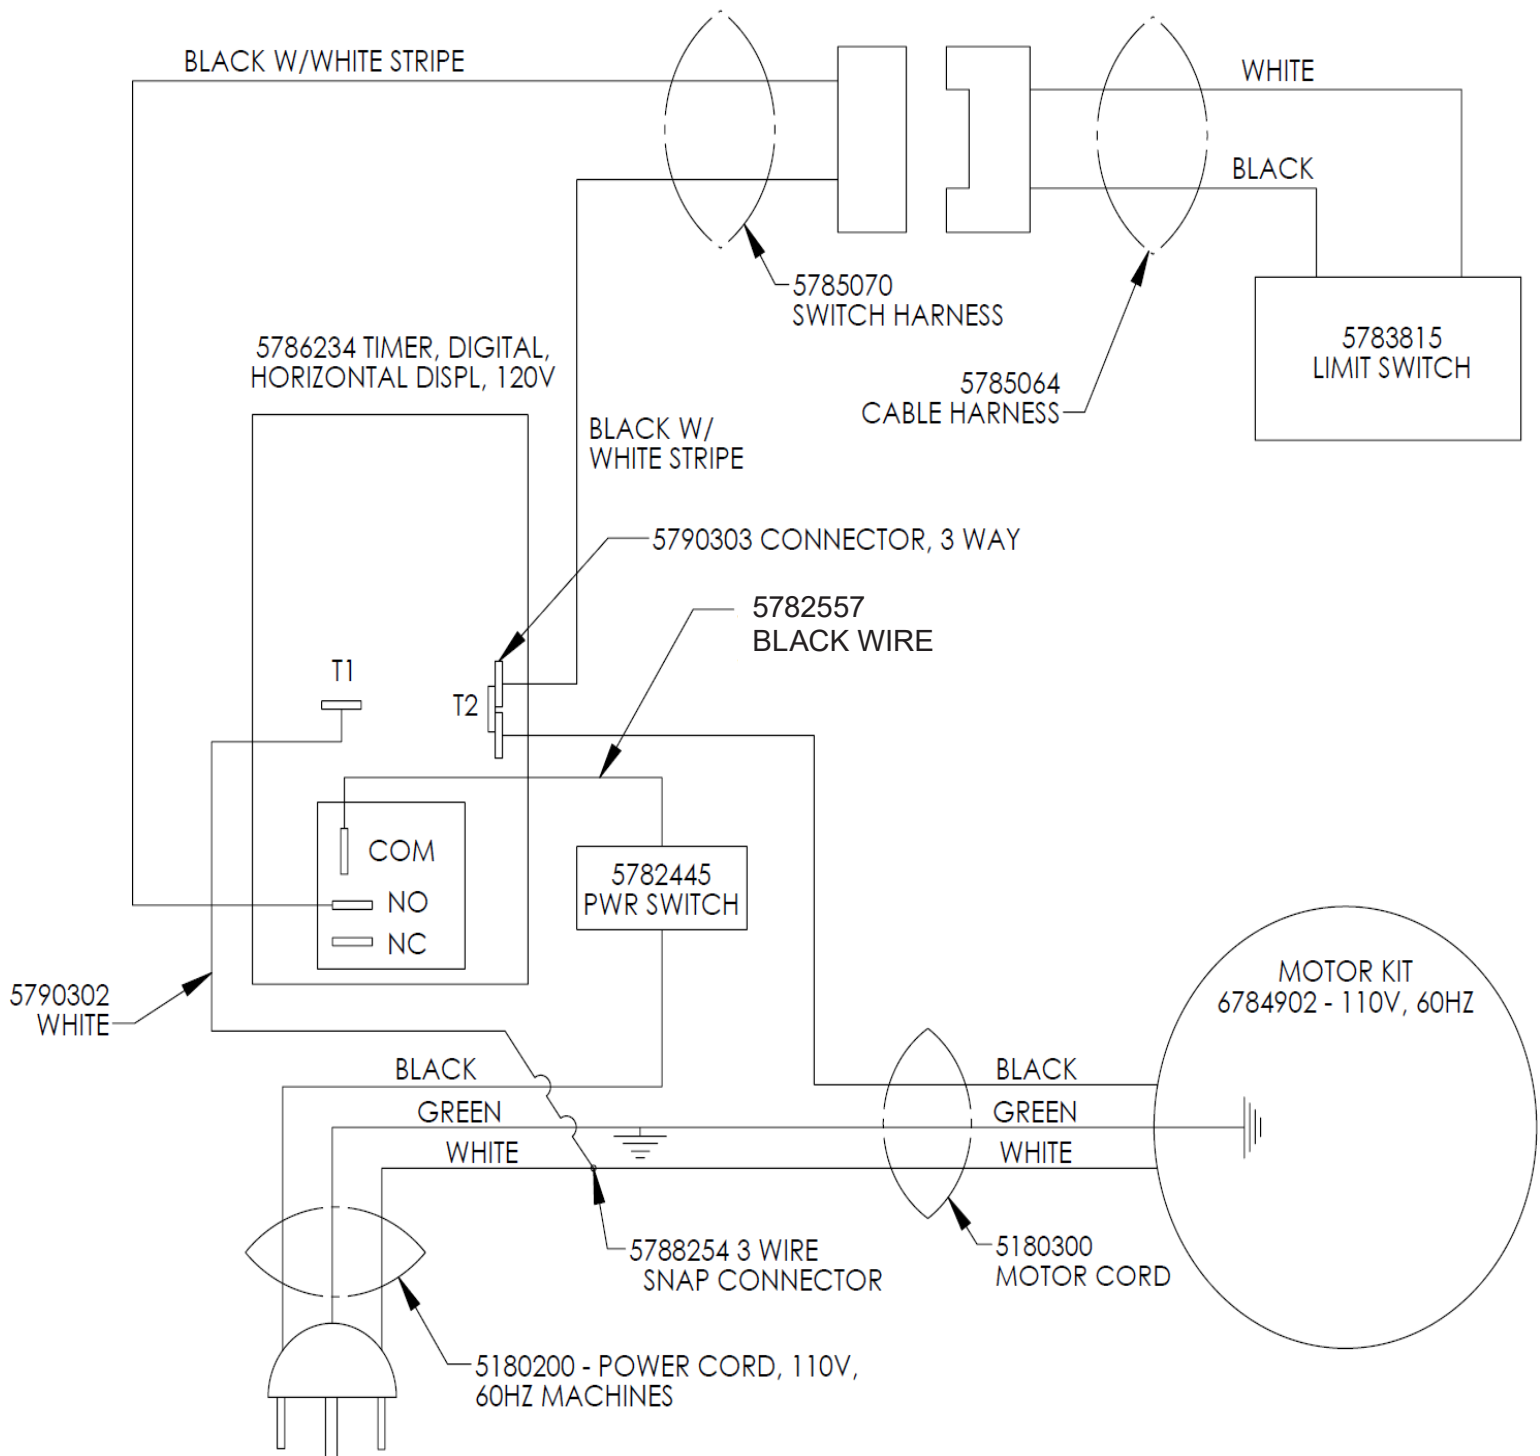 BLACK W/WHITE STRIPE
WHITE
BLACK
5785070
SWITCH HARNESS
5783815
LIMIT SWITCH
5786234 TIMER, DIGITAL,
HORIZONTAL DISPL, 120V
5785064
CABLE HARNESS
BLACK W/
WHITE STRIPE
5790303 CONNECTOR, 3 WAY
5782557
BLACK WIRE
T1
T2
COM
NO
NC
5782445
PWR SWITCH
5790302
WHITE
MOTOR KIT
6784902 - 110V, 60HZ
BLACK
GREEN
WHITE
BLACK
GREEN
WHITE
5788254 3 WIRE
SNAP CONNECTOR
5180300
MOTOR CORD
5180200 - POWER CORD, 110V,
60HZ MACHINES